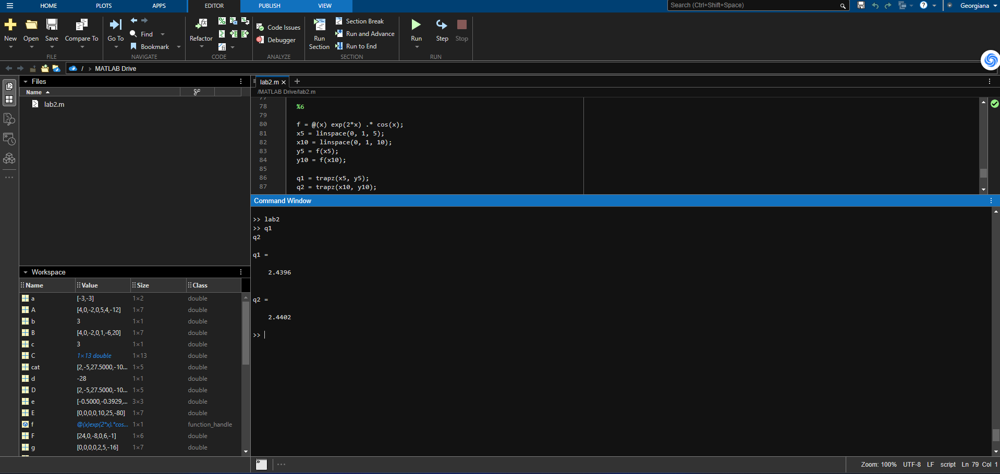 HOME PLOTS APPS EDITOR PUBLISH VIEW Search (Ctrl+Shift+Space) ? Georgiana
New Open Save Compare To Go To Find Bookmark Refactor Code Issues Debugger Run Section Section Break Run and Advance Run to End Run Step Stop
FILE NAVIGATE CODE ANALYZE SECTION RUN
/ > MATLAB Drive
Files
Name
lab2.m
lab2.m × +
/MATLAB Drive/lab2.m
77
78 %6
79
80 f = @(x) exp(2*x) .* cos(x);
81 x5 = linspace(0, 1, 5);
82 x10 = linspace(0, 1, 10);
83 y5 = f(x5);
84 y10 = f(x10);
85
86 q1 = trapz(x5, y5);
87 q2 = trapz(x10, y10);
Command Window
>> lab2
>> q1
q2
q1 =
2.4396
q2 =
2.4402
>>
Workspace
Name Value Size Class
a [-3,-3] 1×2 double
A [4,0,-2,0,5,4,-12] 1×7 double
b 3 1×1 double
B [4,0,-2,0,1,-6,20] 1×7 double
c 3 1×1 double
C 1×13 double 1×13 double
cat [2,-5,27.5000,-10... 1×5 double
d -28 1×1 double
D [2,-5,27.5000,-10... 1×5 double
e [-0.5000,-0.3929,... 3×3 double
E [0,0,0,0,10,25,-80] 1×7 double
f @(x)exp(2*x).*cos... 1×1 function_handle
F [24,0,-8,0,6,-1] 1×6 double
g [0,0,0,0,2,5,-16] 1×7 double
Zoom: 100% UTF-8 LF script Ln 79 Col 1